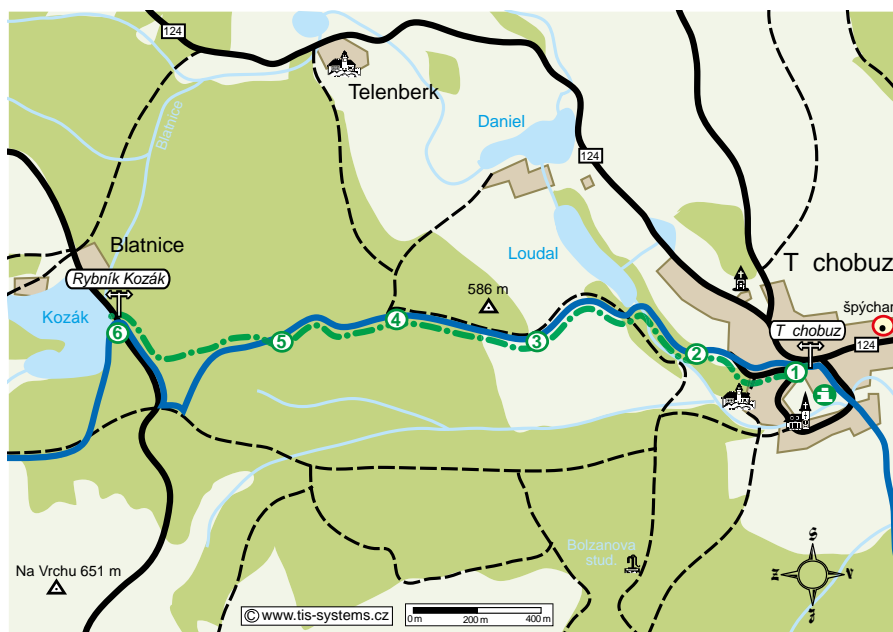 124
Telenberk
Blatnice
Daniel
124
Blatnice
Loudal
T chobuz
Rybník Kozák
586 m
špýchar
Kozák
T chobuz
6
5
4
3
2
1
124
Bolzanova
stud.
S
Z
V
J
Na Vrchu 651 m
© www.tis-systems.cz
0 m
200 m
400 m